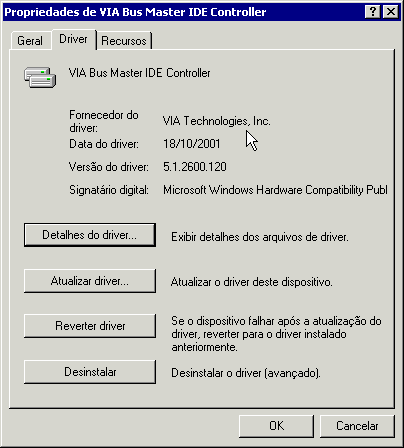 Propriedades de VIA Bus Master IDE Controller
Geral
Driver
Recursos
VIA Bus Master IDE Controller
Fornecedor do
driver:
VIA Technologies, Inc.
Data do driver:
18/10/2001
Versão do driver:
5.1.2600.120
Signatário digital:
Microsoft Windows Hardware Compatibility Publ
Detalhes do driver...
Exibir detalhes dos arquivos de driver.
Atualizar driver...
Atualizar o driver deste dispositivo.
Reverter driver
Se o dispositivo falhar após a atualização do
driver, reverter para o driver instalado
anteriormente.
Desinstalar
Desinstalar o driver (avançado).
OK
Cancelar